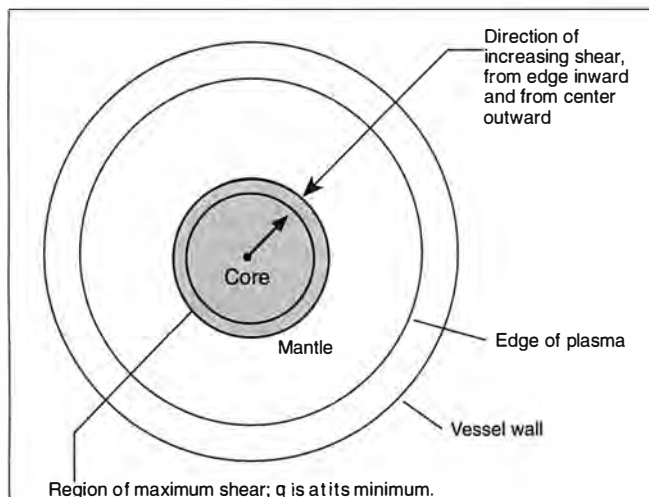 Direction of
increasing shear,
from edge inward
and from center
outward
Core
Mantle
Edge of plasma
Vessel wall
Region of maximum shear; q is at its minimum.